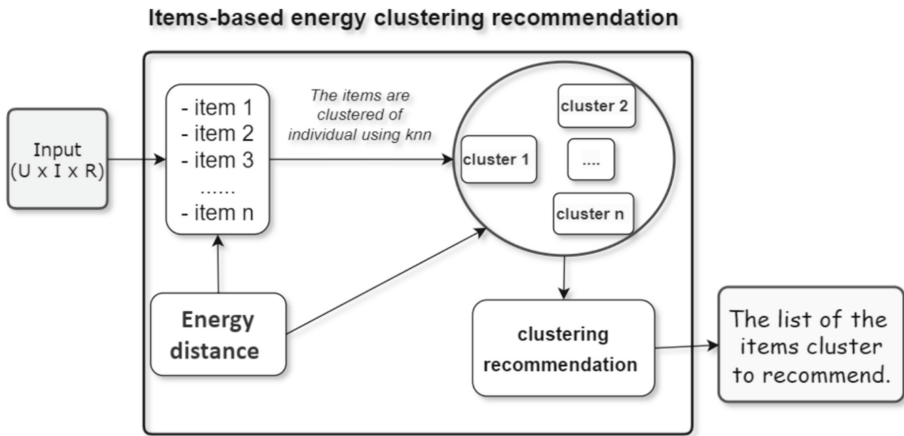 Items-based energy clustering recommendation
Input
(U x I x R)
- item 1
- item 2
- item 3
......
- item n
The items are
clustered of
individual using knn
cluster 2
cluster 1
....
cluster n
Energy
distance
clustering
recommendation
The list of the
items cluster
to recommend.